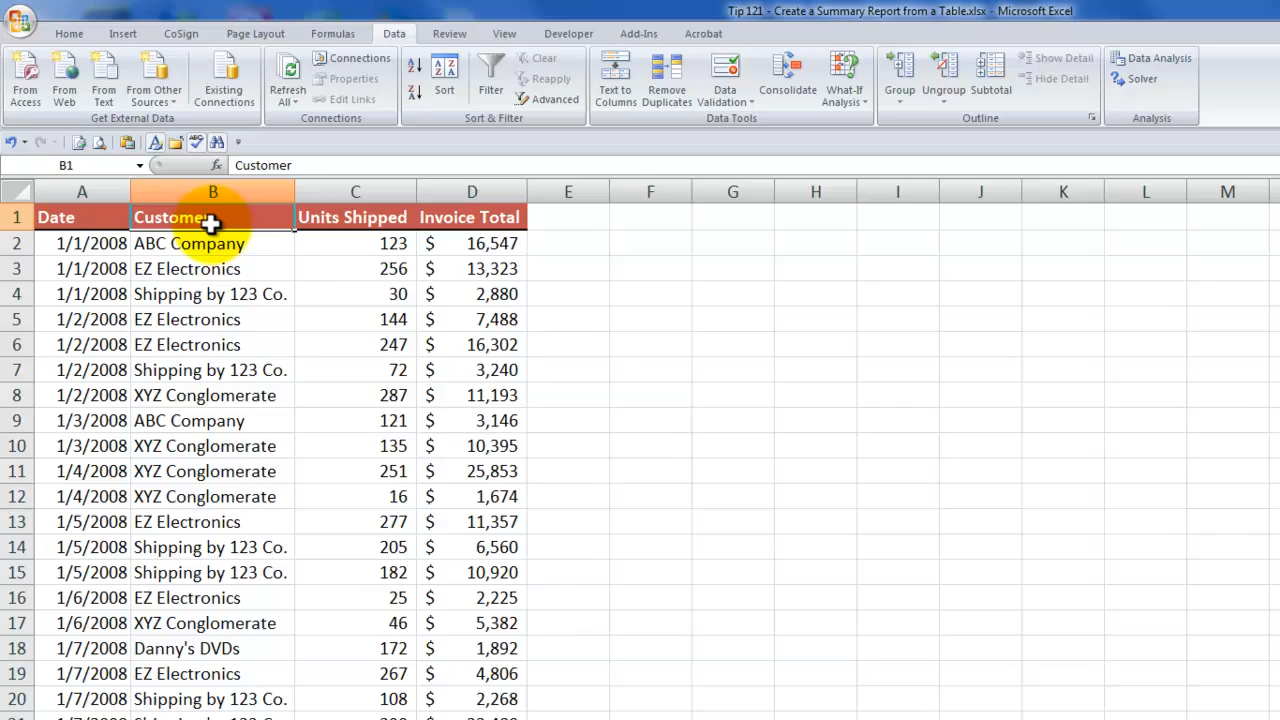 Tip 121 - Create a Summary Report from a Table.xlsx - Microsoft Excel
Home Insert CoSign Page Layout Formulas Data Review View Developer Add-Ins Acrobat
From Access From Web From Text From Other Sources Existing Connections Refresh All Connections Properties Edit Links Sort Filter Clear Reapply Advanced Text to Columns Remove Duplicates Data Validation Consolidate What-If Analysis Group Ungroup Subtotal Show Detail Hide Detail Data Analysis Solver
Get External Data Connections Sort & Filter Data Tools Outline Analysis
B1 fx Customer
A B C D E F G H I J K L M
1 Date Customer Units Shipped Invoice Total
2 1/1/2008 ABC Company 123 $ 16,547
3 1/1/2008 EZ Electronics 256 $ 13,323
4 1/1/2008 Shipping by 123 Co. 30 $ 2,880
5 1/2/2008 EZ Electronics 144 $ 7,488
6 1/2/2008 EZ Electronics 247 $ 16,302
7 1/2/2008 Shipping by 123 Co. 72 $ 3,240
8 1/2/2008 XYZ Conglomerate 287 $ 11,193
9 1/3/2008 ABC Company 121 $ 3,146
10 1/3/2008 XYZ Conglomerate 135 $ 10,395
11 1/4/2008 XYZ Conglomerate 251 $ 25,853
12 1/4/2008 XYZ Conglomerate 16 $ 1,674
13 1/5/2008 EZ Electronics 277 $ 11,357
14 1/5/2008 Shipping by 123 Co. 205 $ 6,560
15 1/5/2008 Shipping by 123 Co. 182 $ 10,920
16 1/6/2008 EZ Electronics 25 $ 2,225
17 1/6/2008 XYZ Conglomerate 46 $ 5,382
18 1/7/2008 Danny's DVDs 172 $ 1,892
19 1/7/2008 EZ Electronics 267 $ 4,806
20 1/7/2008 Shipping by 123 Co. 108 $ 2,268